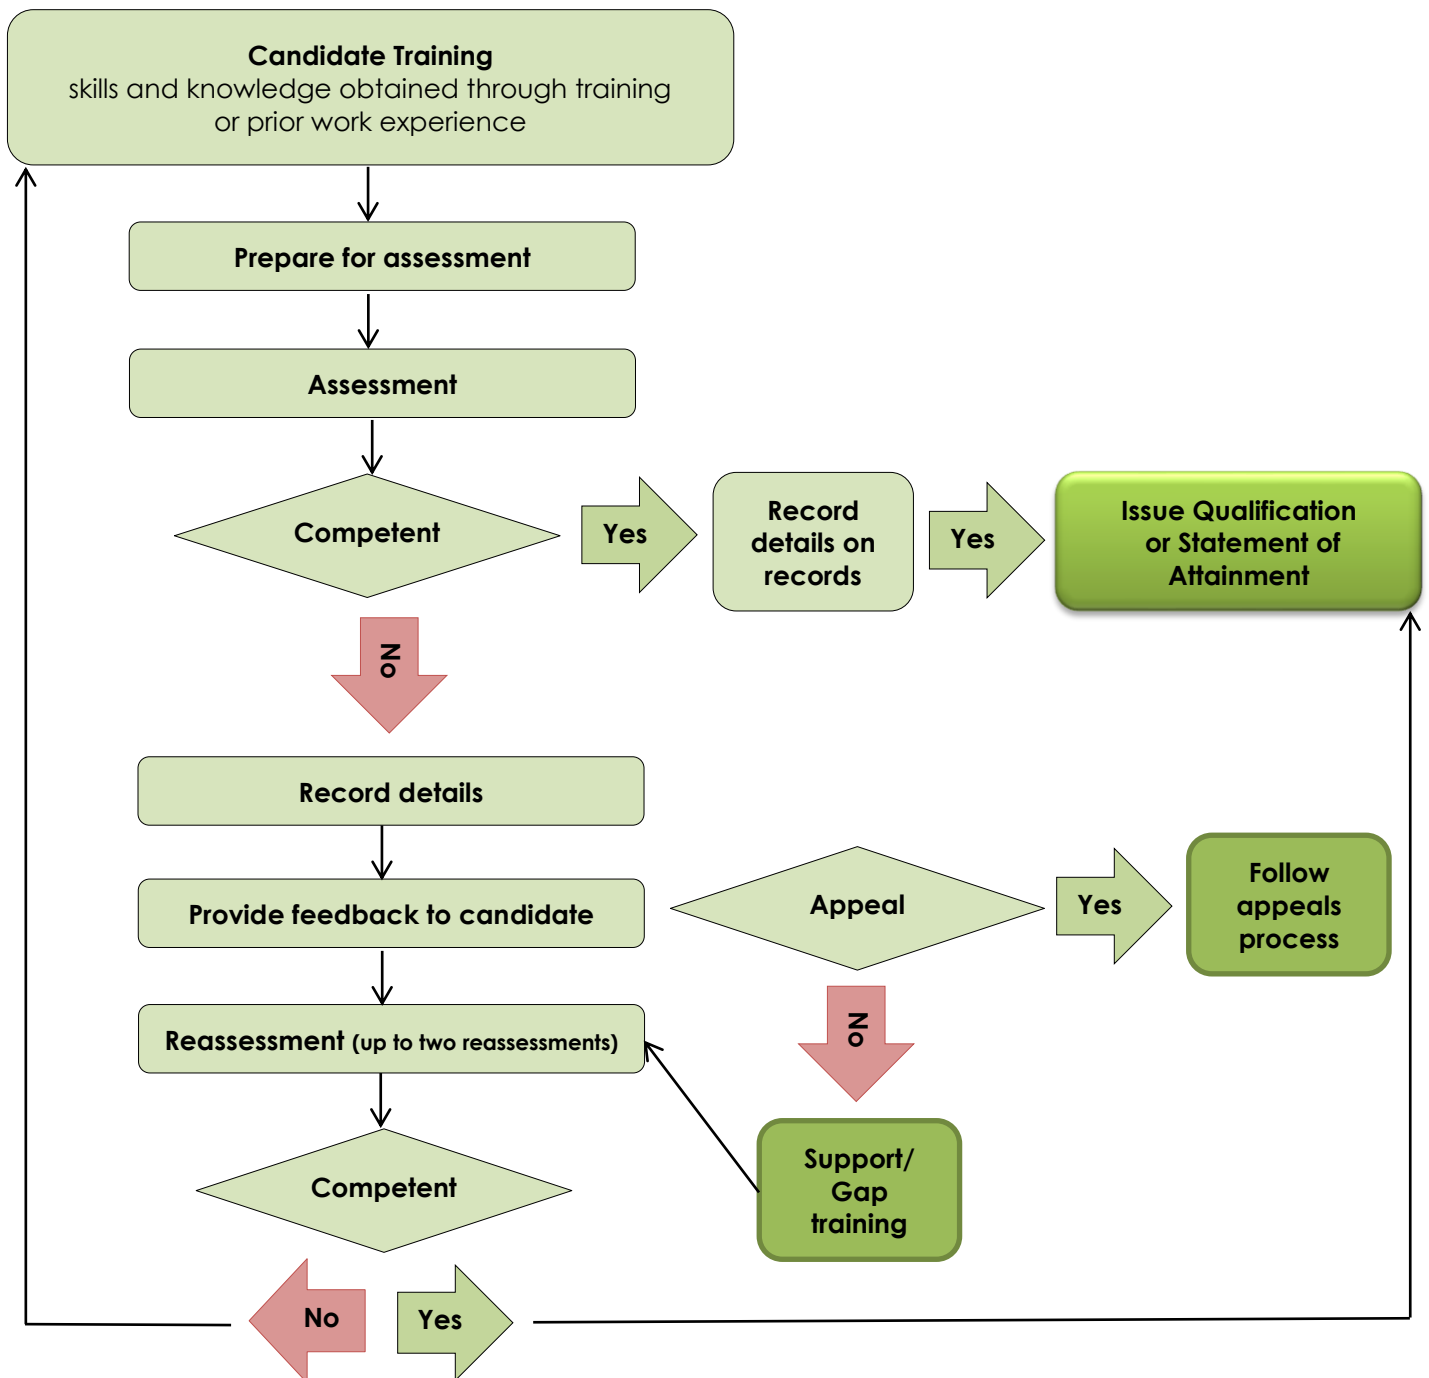 Candidate Training
skills and knowledge obtained through training
or prior work experience
Prepare for assessment
Assessment
Competent
Yes
Record
details on
records
Yes
Issue Qualification
or Statement of
Attainment
No
Record details
Provide feedback to candidate
Appeal
Yes
Follow
appeals
process
No
Reassessment (up to two reassessments)
Support/
Gap
training
Competent
No
Yes